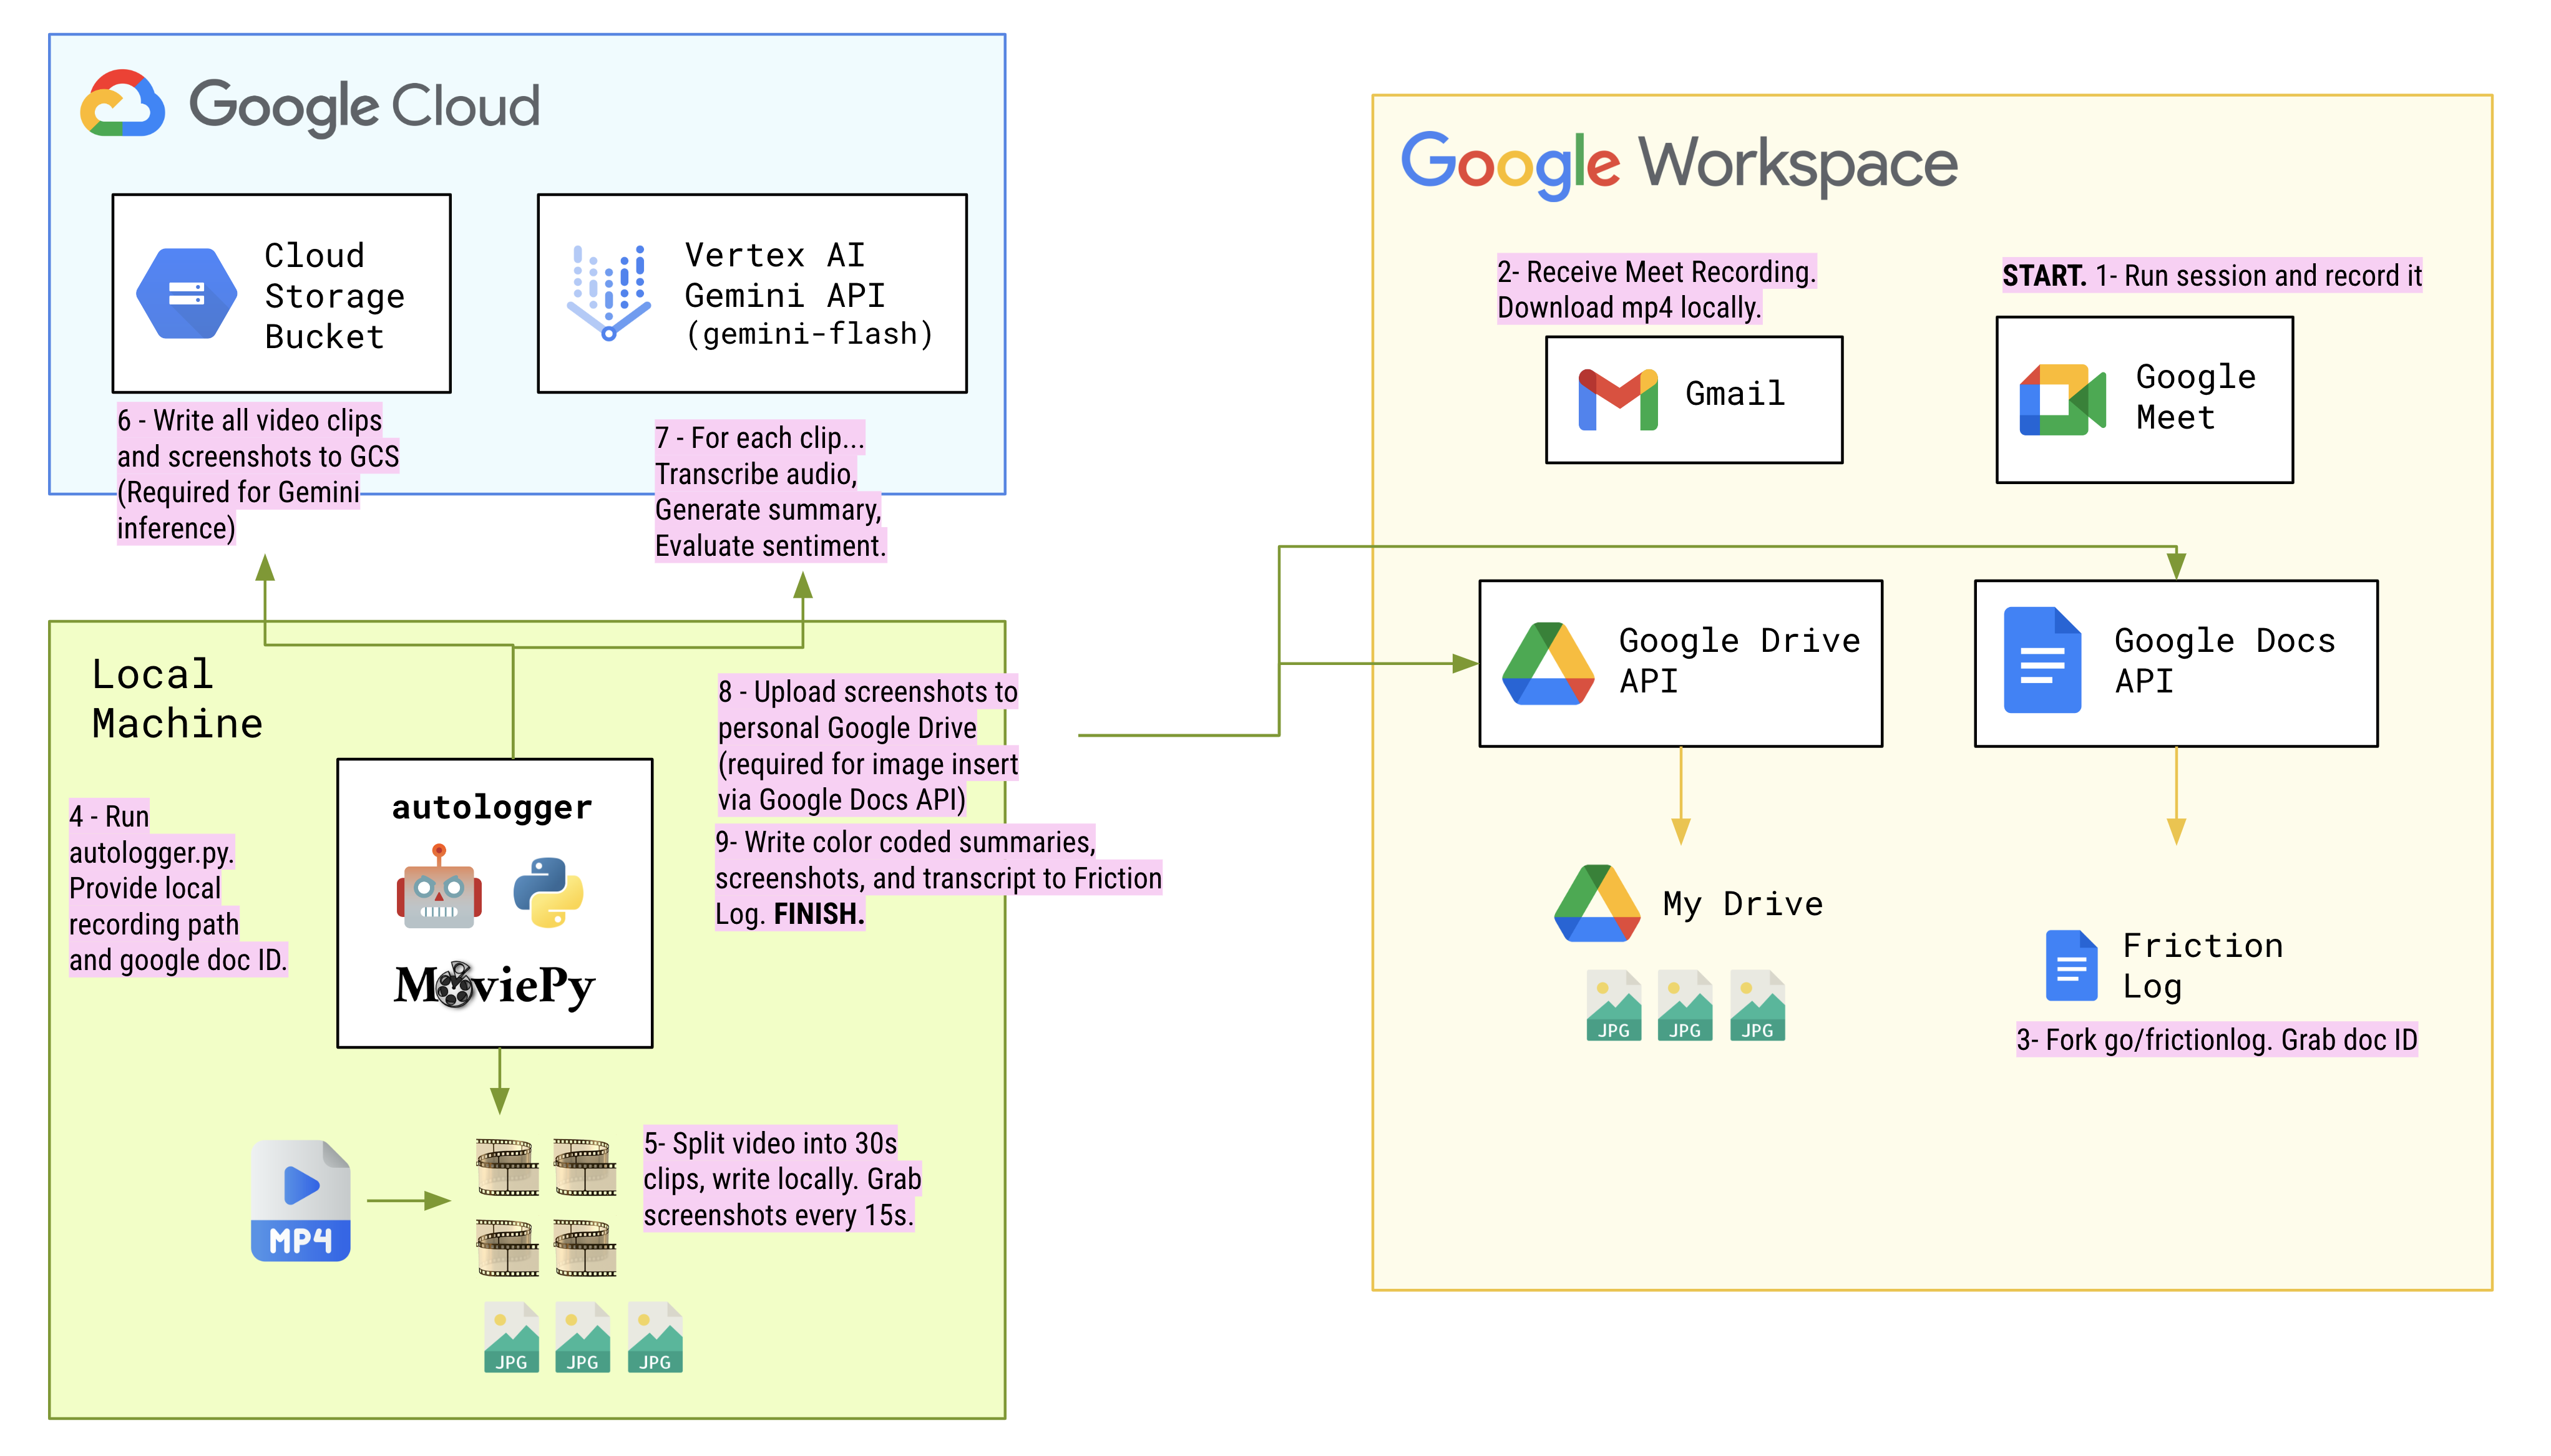 Google Cloud
Cloud
Storage
Bucket
Vertex AI
Gemini API
(gemini-flash)
6 - Write all video clips
and screenshots to GCS
(Required for Gemini
inference)
7 - For each clip...
Transcribe audio,
Generate summary,
Evaluate sentiment.
Local
Machine
4 - Run
autologger.py.
Provide local
recording path
and google doc ID.
autologger
MoviePy
8 - Upload screenshots to
personal Google Drive
(required for image insert
via Google Docs API)
9- Write color coded summaries,
screenshots, and transcript to Friction
Log. FINISH.
MP4
5- Split video into 30s
clips, write locally. Grab
screenshots every 15s.
JPG
JPG
JPG
Google Workspace
2- Receive Meet Recording.
Download mp4 locally.
Gmail
START. 1- Run session and record it
Google
Meet
Google Drive
API
Google Docs
API
My Drive
JPG
JPG
JPG
Friction
Log
3- Fork go/frictionlog. Grab doc ID